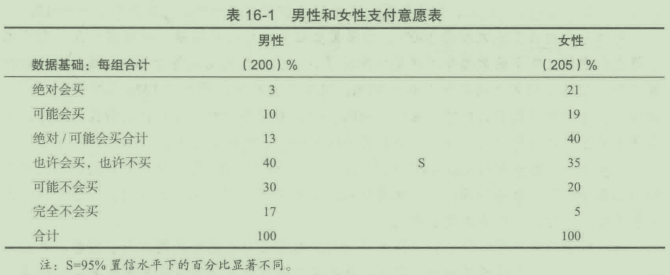 表 16-1 男性和女性支付意愿表
男性 女性
数据基础：每组合计 （200）% （205）%
绝对会买 3 21
可能会买 10 19
绝对/可能会买合计 13 40
也许会买，也许不买 40 S 35
可能不会买 30 20
完全不会买 17 5
合计 100 100
注：S=95% 置信水平下的百分比显著不同。